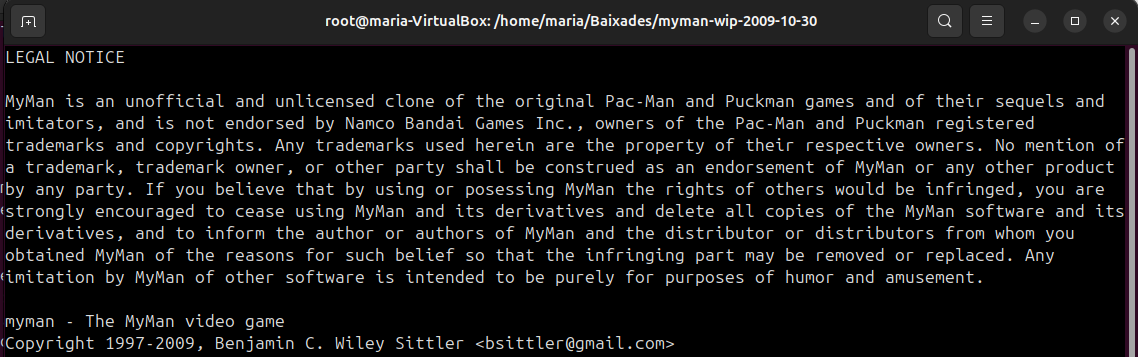 root@maria-VirtualBox: /home/maria/Baixades/myman-wip-2009-10-30
LEGAL NOTICE
MyMan is an unofficial and unlicensed clone of the original Pac-Man and Puckman games and of their sequels and
imitators, and is not endorsed by Namco Bandai Games Inc., owners of the Pac-Man and Puckman registered
trademarks and copyrights. Any trademarks used herein are the property of their respective owners. No mention of
a trademark, trademark owner, or other party shall be construed as an endorsement of MyMan or any other product
by any party. If you believe that by using or posessing MyMan the rights of others would be infringed, you are
strongly encouraged to cease using MyMan and its derivatives and delete all copies of the MyMan software and its
derivatives, and to inform the author or authors of MyMan and the distributor or distributors from whom you
obtained MyMan of the reasons for such belief so that the infringing part may be removed or replaced. Any
imitation by MyMan of other software is intended to be purely for purposes of humor and amusement.
myman - The MyMan video game
Copyright 1997-2009, Benjamin C. Wiley Sittler <bsittler@gmail.com>